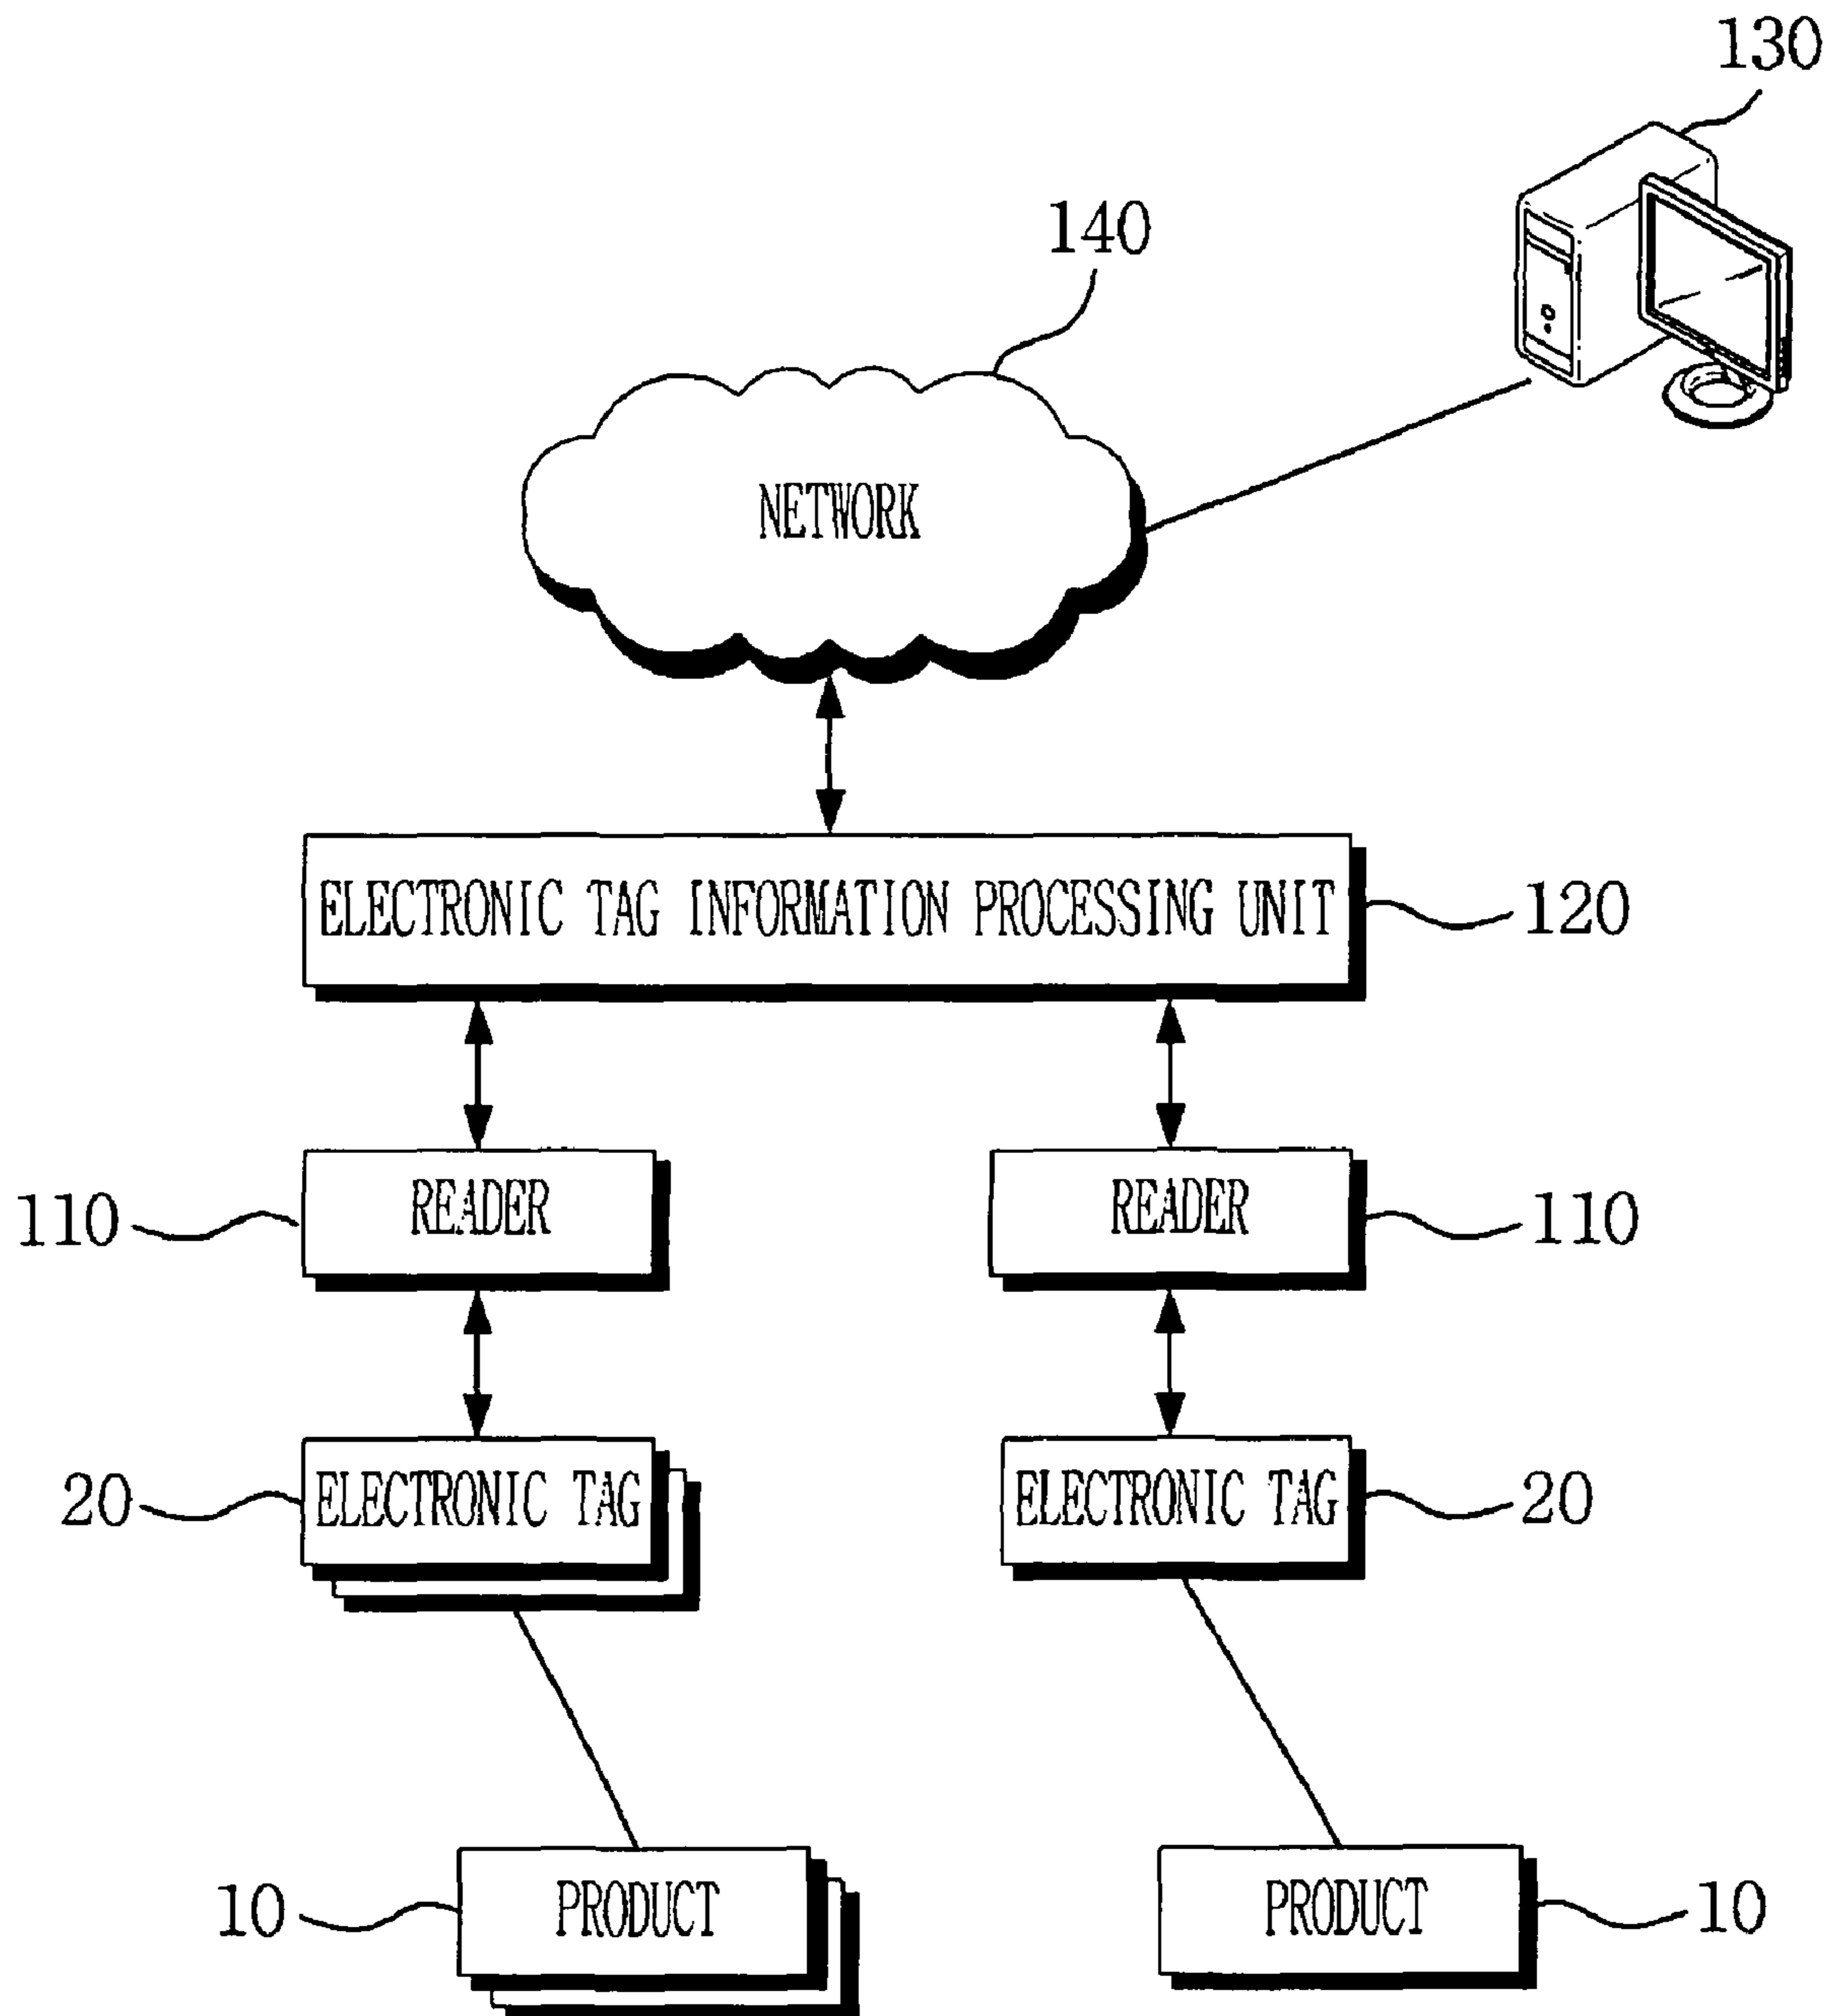 130
140
NETWORK
ELECTRONIC TAG INFORMATION PROCESSING UNIT
120
110
READER
READER
110
20
ELECTRONIC TAG
ELECTRONIC TAG
20
10
PRODUCT
PRODUCT
10